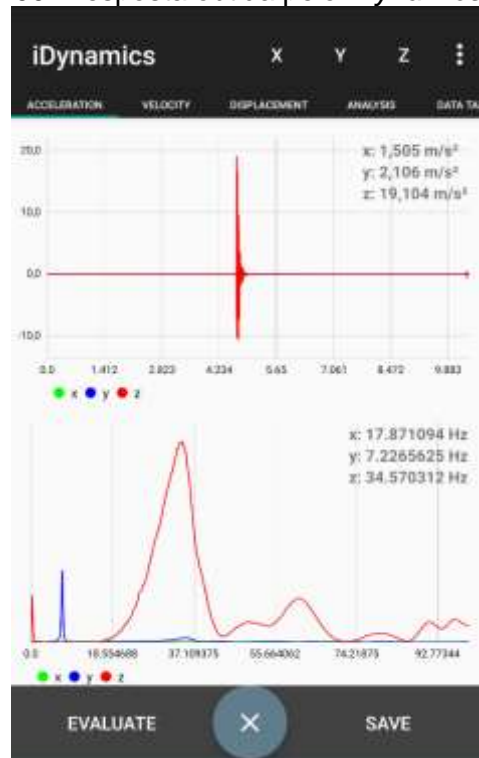 iDynamics X Y Z
ACCELERATION VELOCITY DISPLACEMENT ANALYSIS DATA TA
20,0
x: 1,505 m/s²
y: 2,106 m/s²
z: 19,104 m/s²
10,0
0,0
-10,0
0.0 1.412 2.823 4.234 5.65 7.061 8.472 9.883
x y z
x: 17.871094 Hz
y: 7.2265625 Hz
z: 34.570312 Hz
0.0 18.554688 37.109375 55.664062 74.21875 92.77344
x y z
EVALUATE SAVE